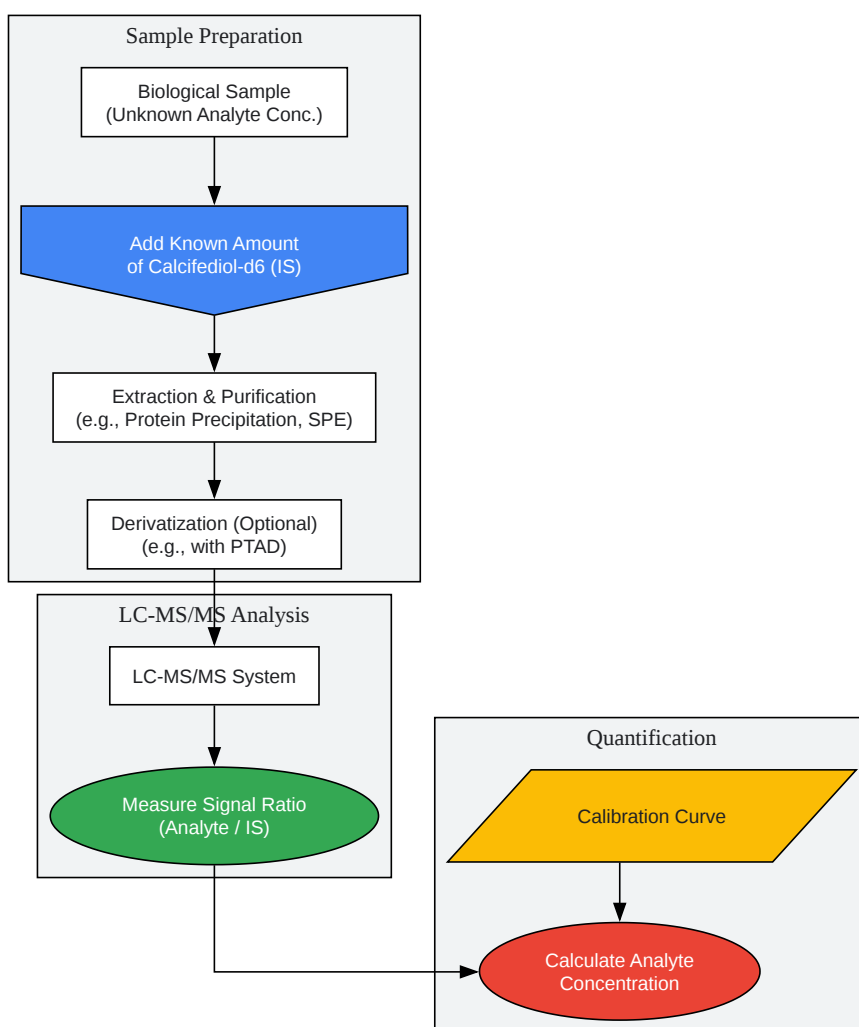 Sample Preparation
Biological Sample
(Unknown Analyte Conc.)
Add Known Amount
of Calcifediol-d6 (IS)
Extraction & Purification
(e.g., Protein Precipitation, SPE)
Derivatization (Optional)
(e.g., with PTAD)
LC-MS/MS Analysis
LC-MS/MS System
Measure Signal Ratio
(Analyte / IS)
Quantification
Calibration Curve
Calculate Analyte
Concentration